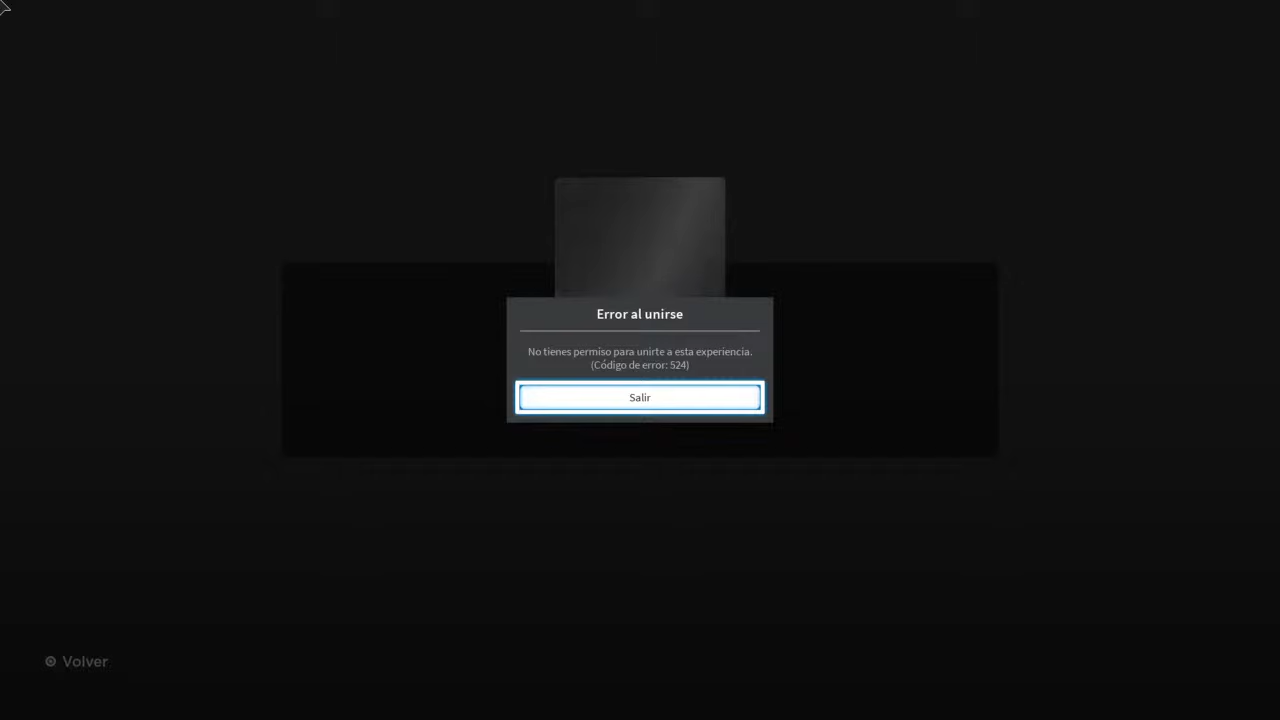 Error al unirse
No tienes permiso para unirte a esta experiencia.
(Código de error: 524)
Salir
Volver